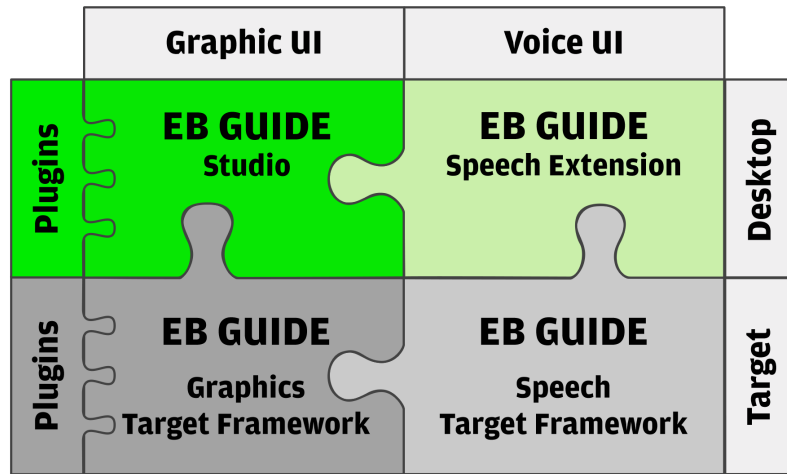 Graphic UI
Voice UI
Plugins
EB GUIDE
Studio
EB GUIDE
Speech Extension
Desktop
Plugins
EB GUIDE
Graphics
Target Framework
EB GUIDE
Speech
Target Framework
Target